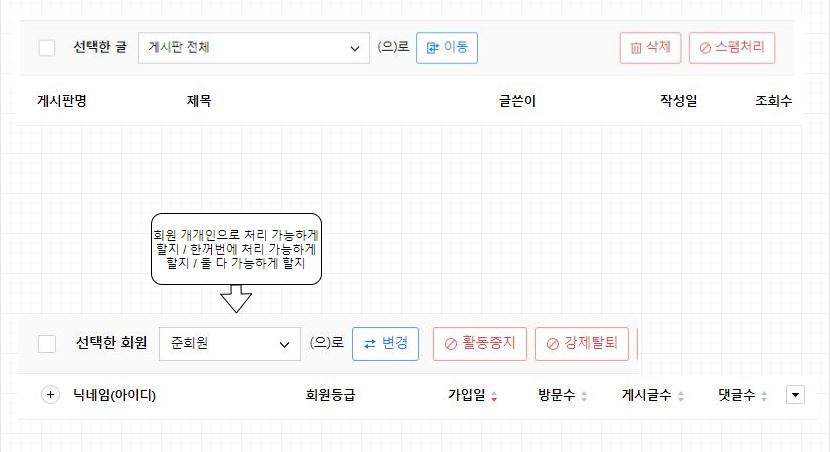 선택한 글 게시판 전체 (으)로 이동 삭제 스팸처리
게시판명 제목 글쓴이 작성일 조회수
회원 개개인으로 처리 가능하게
할지 / 한꺼번에 처리 가능하게
할지 / 둘 다 가능하게 할지
선택한 회원 준회원 (으)로 변경 활동중지 강제탈퇴
닉네임(아이디) 회원등급 가입일 방문수 게시글수 댓글수